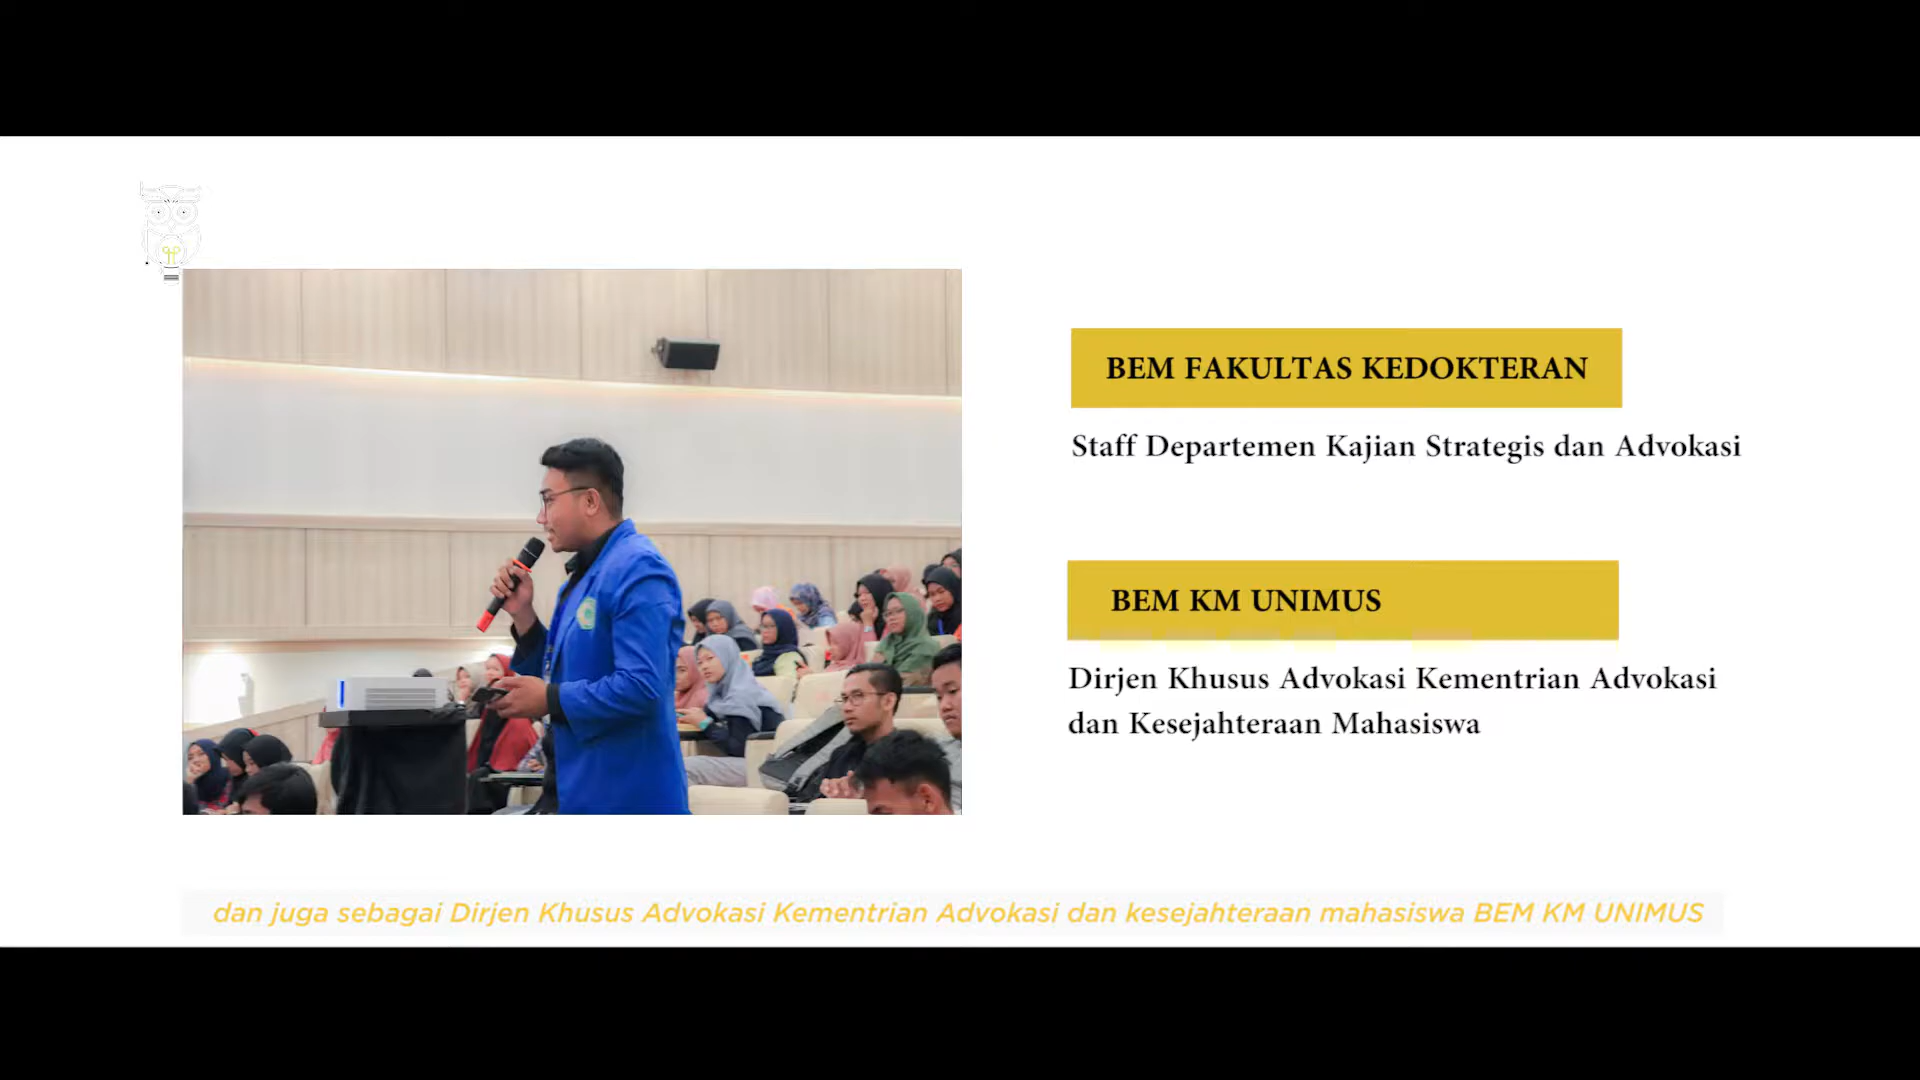 BEM FAKULTAS KEDOKTERAN
Staff Departemen Kajian Strategis dan Advokasi
BEM KM UNIMUS
Dirjen Khusus Advokasi Kementrian Advokasi
dan Kesejahteraan Mahasiswa
dan juga sebagai Dirjen Khusus Advokasi Kementrian Advokasi dan kesejahteraan mahasiswa BEM KM UNIMUS